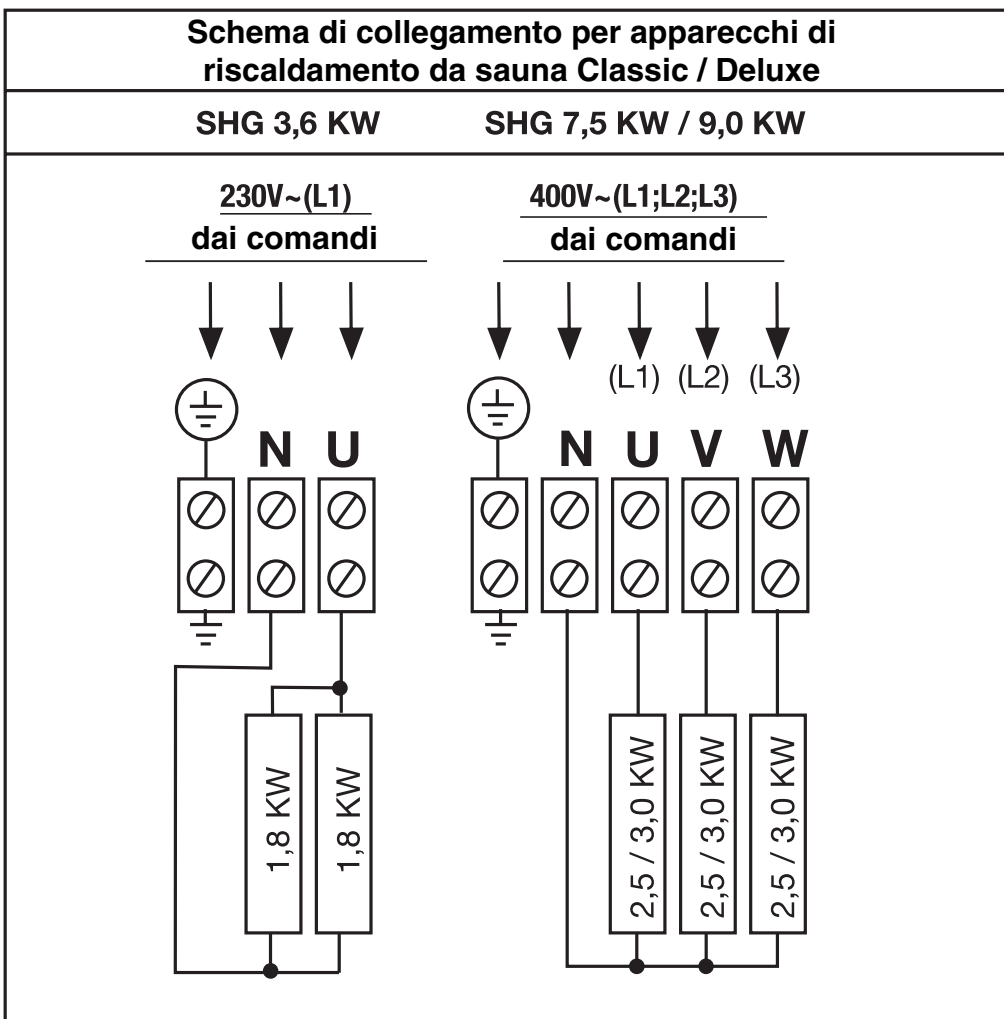 Schema di collegamento per apparecchi di
riscaldamento da sauna Classic / Deluxe
SHG 3,6 KW
SHG 7,5 KW / 9,0 KW
230V~(L1)
dai comandi
400V~(L1;L2;L3)
dai comandi
(L1) (L2) (L3)
N U
N U V W
1,8 KW
1,8 KW
2,5 / 3,0 KW
2,5 / 3,0 KW
2,5 / 3,0 KW